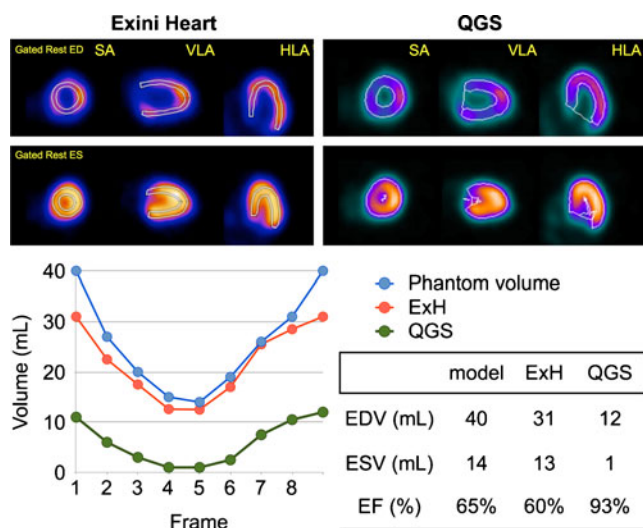 Exini Heart QGS
Gated Rest ED SA VLA HLA SA VLA HLA
Gated Rest ES
40
30
20
10
0
Volume (mL)
1 2 3 4 5 6 7 8
Frame
Phantom volume
ExH
QGS
model ExH QGS
EDV (mL) 40 31 12
ESV (mL) 14 13 1
EF (%) 65% 60% 93%